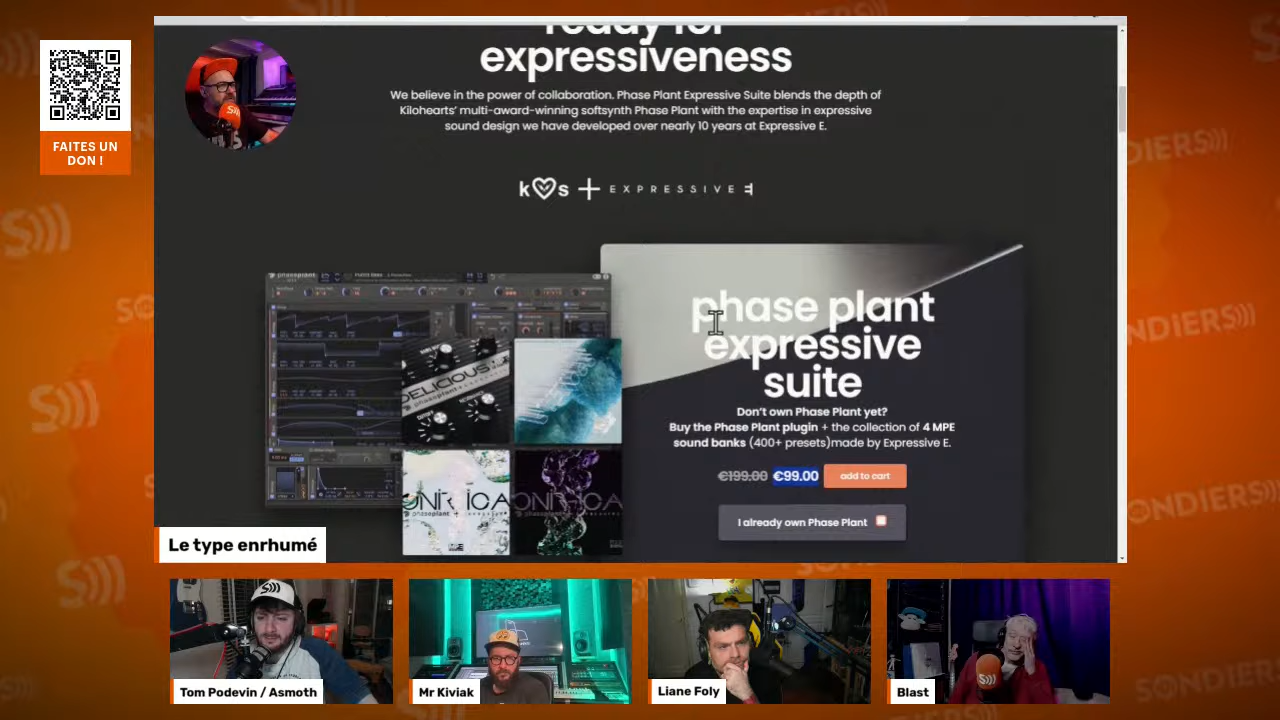 FAITES UN
DON !
ready for
expressiveness
We believe in the power of collaboration. Phase Plant Expressive Suite blends the depth of
Kilohearts' multi-award-winning softsynth Phase Plant with the expertise in expressive
sound design we have developed over nearly 10 years at Expressive E.
k s + EXPRESSIVE E
phase plant
expressive
suite
Don't own Phase Plant yet?
Buy the Phase Plant plugin + the collection of 4 MPE
sound banks (400+ presets)made by Expressive E.
€199.00 €99.00 add to cart
I already own Phase Plant
phaseplant
DELICIOUS
Le type enrhumé
Tom Podevin / Asmoth
Mr Kiviak
Liane Foly
Blast
SONDIERS